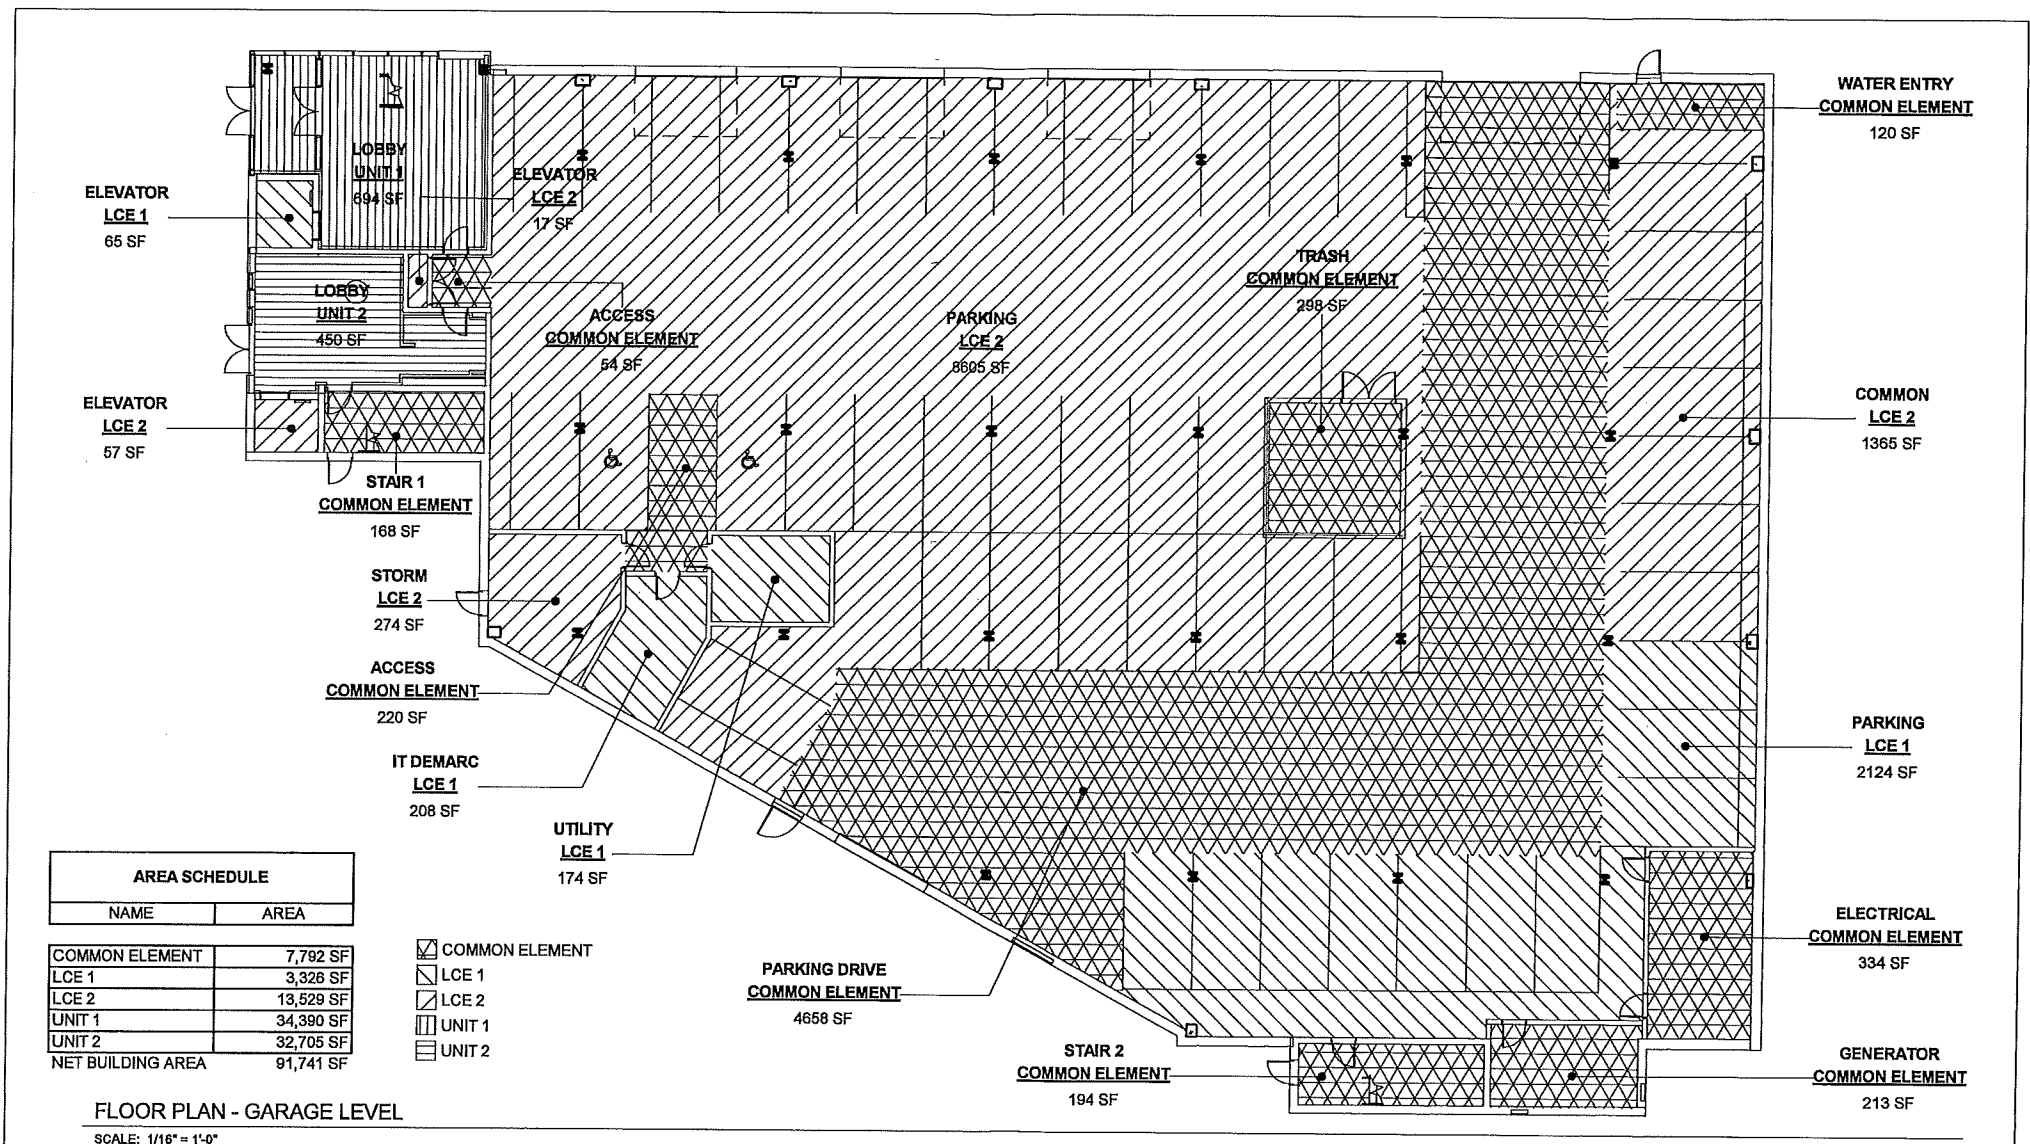 WATER ENTRY
COMMON ELEMENT
120 SF
LOBBY
UNIT 1
694 SF
ELEVATOR
LCE 2
17 SF
ELEVATOR
LCE 1
65 SF
TRASH
COMMON ELEMENT
298 SF
LOBBY
UNIT 2
450 SF
ACCESS
COMMON ELEMENT
54 SF
PARKING
LCE 2
8605 SF
ELEVATOR
LCE 2
57 SF
COMMON
LCE 2
1365 SF
STAIR 1
COMMON ELEMENT
168 SF
STORM
LCE 2
274 SF
ACCESS
COMMON ELEMENT
220 SF
PARKING
LCE 1
2124 SF
IT DEMARC
LCE 1
208 SF
UTILITY
LCE 1
174 SF
AREA SCHEDULE
NAME AREA
COMMON ELEMENT 7,792 SF
LCE 1 3,326 SF
LCE 2 13,529 SF
UNIT 1 34,390 SF
UNIT 2 32,705 SF
NET BUILDING AREA 91,741 SF
COMMON ELEMENT
LCE 1
LCE 2
UNIT 1
UNIT 2
PARKING DRIVE
COMMON ELEMENT
4658 SF
ELECTRICAL
COMMON ELEMENT
334 SF
STAIR 2
COMMON ELEMENT
194 SF
GENERATOR
COMMON ELEMENT
213 SF
FLOOR PLAN - GARAGE LEVEL
SCALE: 1/16" = 1'-0"